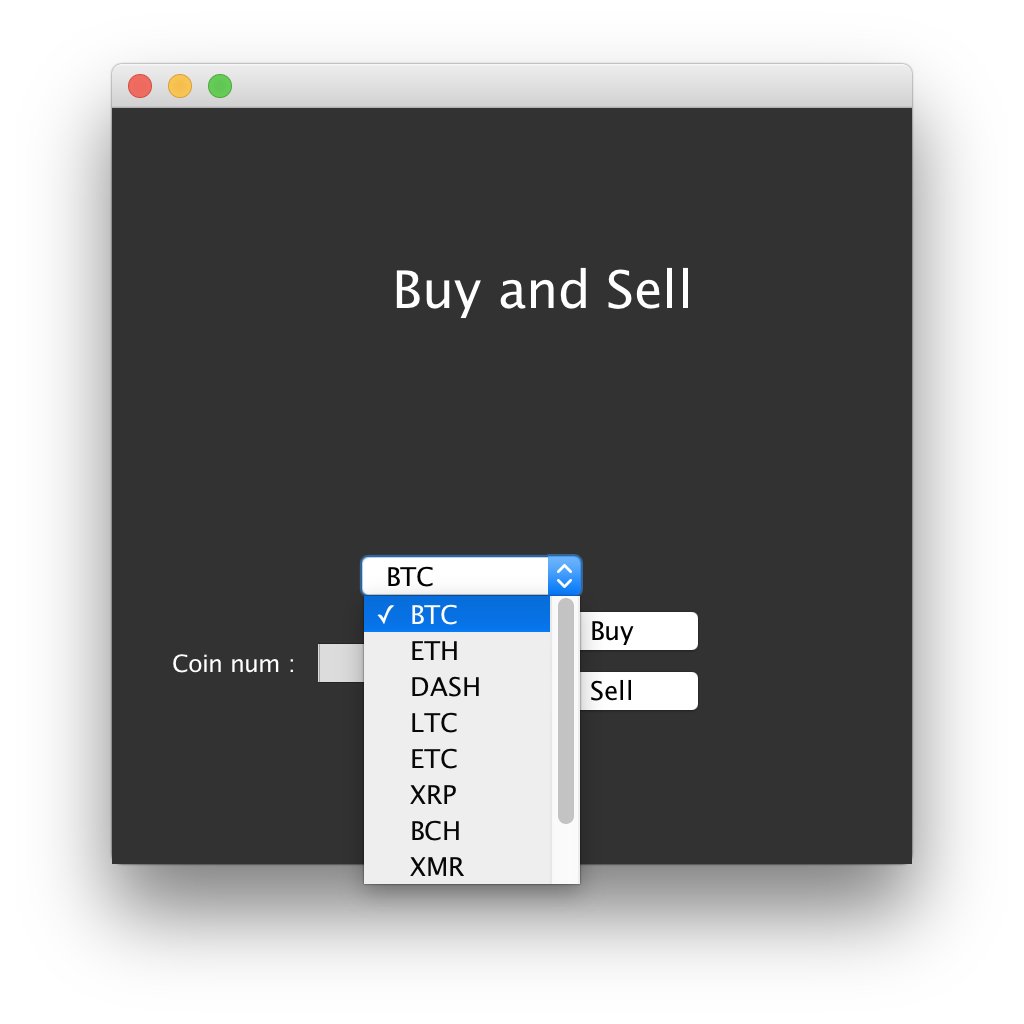 Buy and Sell
BTC
✓ BTC
ETH
DASH
LTC
ETC
XRP
BCH
XMR
Coin num :
Buy
Sell